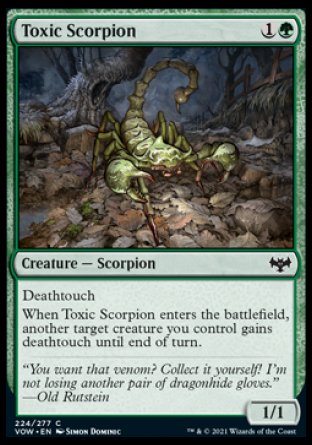 Toxic Scorpion 1
Creature — Scorpion
Deathtouch
When Toxic Scorpion enters the battlefield,
another target creature you control gains
deathtouch until end of turn.
“You want that venom? Collect it yourself! I’m
not losing another pair of dragonhide gloves.”
—Old Rutstein
1/1
224/277 C
VOW • EN SIMON DOMINIC
™ & © 2021 Wizards of the Coast